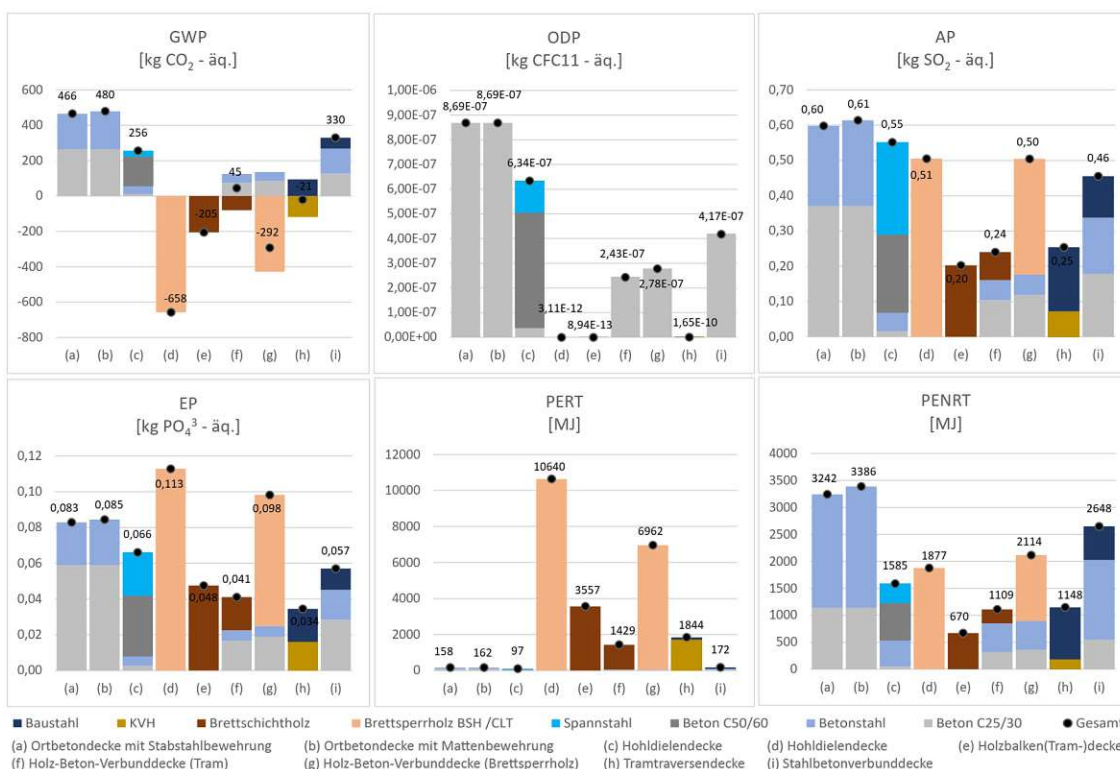 GWP
[kg CO₂ - äq.]
600
400
200
0
-200
-400
-600
-800
466
480
256
-658
-205
45
-292
-21
330
(a) (b) (c) (d) (e) (f) (g) (h) (i)
ODP
[kg CFC11 - äq.]
1,00E-06
9,00E-07
8,00E-07
7,00E-07
6,00E-07
5,00E-07
4,00E-07
3,00E-07
2,00E-07
1,00E-07
0,00E+00
8,69E-07
8,69E-07
6,34E-07
3,11E-12
8,94E-13
2,43E-07
2,78E-07
1,65E-10
4,17E-07
(a) (b) (c) (d) (e) (f) (g) (h) (i)
AP
[kg SO₂ - äq.]
0,70
0,60
0,50
0,40
0,30
0,20
0,10
0,00
0,60
0,61
0,55
0,51
0,20
0,24
0,50
0,25
0,46
(a) (b) (c) (d) (e) (f) (g) (h) (i)
EP
[kg PO₄³ - äq.]
0,12
0,10
0,08
0,06
0,04
0,02
0,00
0,083
0,085
0,066
0,113
0,048
0,041
0,098
0,034
0,057
(a) (b) (c) (d) (e) (f) (g) (h) (i)
PERT
[MJ]
12000
10000
8000
6000
4000
2000
0
158
162
97
10640
3557
1429
6962
1844
172
(a) (b) (c) (d) (e) (f) (g) (h) (i)
PENRT
[MJ]
4000
3500
3000
2500
2000
1500
1000
500
0
3242
3386
1585
1877
670
1109
2114
1148
2648
(a) (b) (c) (d) (e) (f) (g) (h) (i)
Baustahl KVH Brettschichtholz Brettsperrholz BSH /CLT Spannstahl Beton C50/60 Betonstahl Beton C25/30 Gesamt
(a) Ortbetondecke mit Stabstahlbewehrung (b) Ortbetondecke mit Mattenbewehrung (c) Hohldielendecke (d) Hohldielendecke (e) Holzbalken(Tram-)decke
(f) Holz-Beton-Verbunddecke (Tram) (g) Holz-Beton-Verbunddecke (Brettsperrholz) (h) Tramtraversendecke (i) Stahlbetonverbunddecke